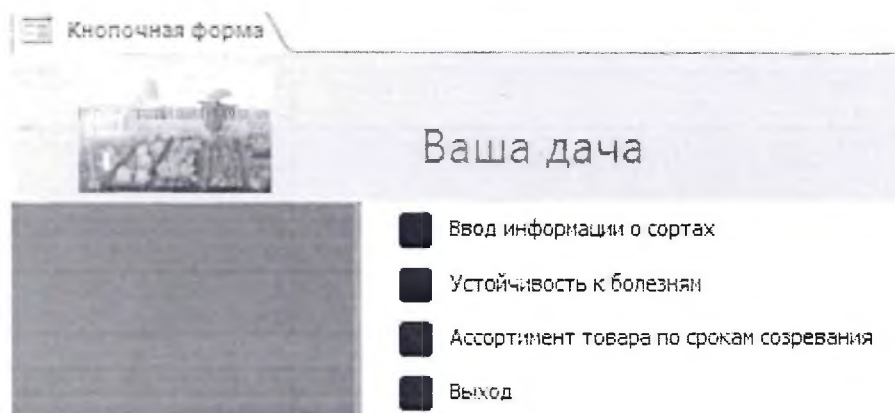 Кнопочная форма
Ваша дача
Ввод информации о сортах
Устойчивость к болезням
Ассортимент товара по срокам созревания
Выход